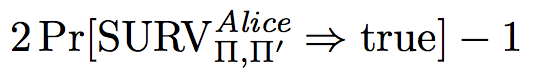 2 Pr[SURV^{Alice}_{Π,Π′} ⇒ true] − 1